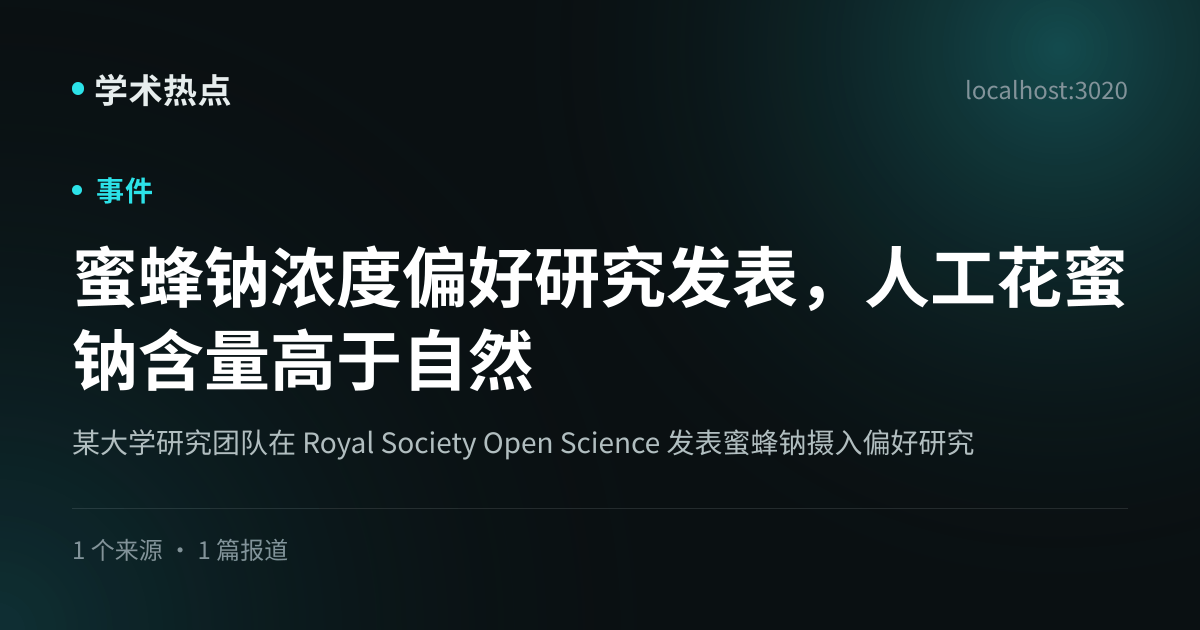 学术热点
localhost:3020
事件
蜜蜂钠浓度偏好研究发表，人工花蜜
钠含量高于自然
某大学研究团队在 Royal Society Open Science 发表蜜蜂钠摄入偏好研究
1 个来源 · 1 篇报道